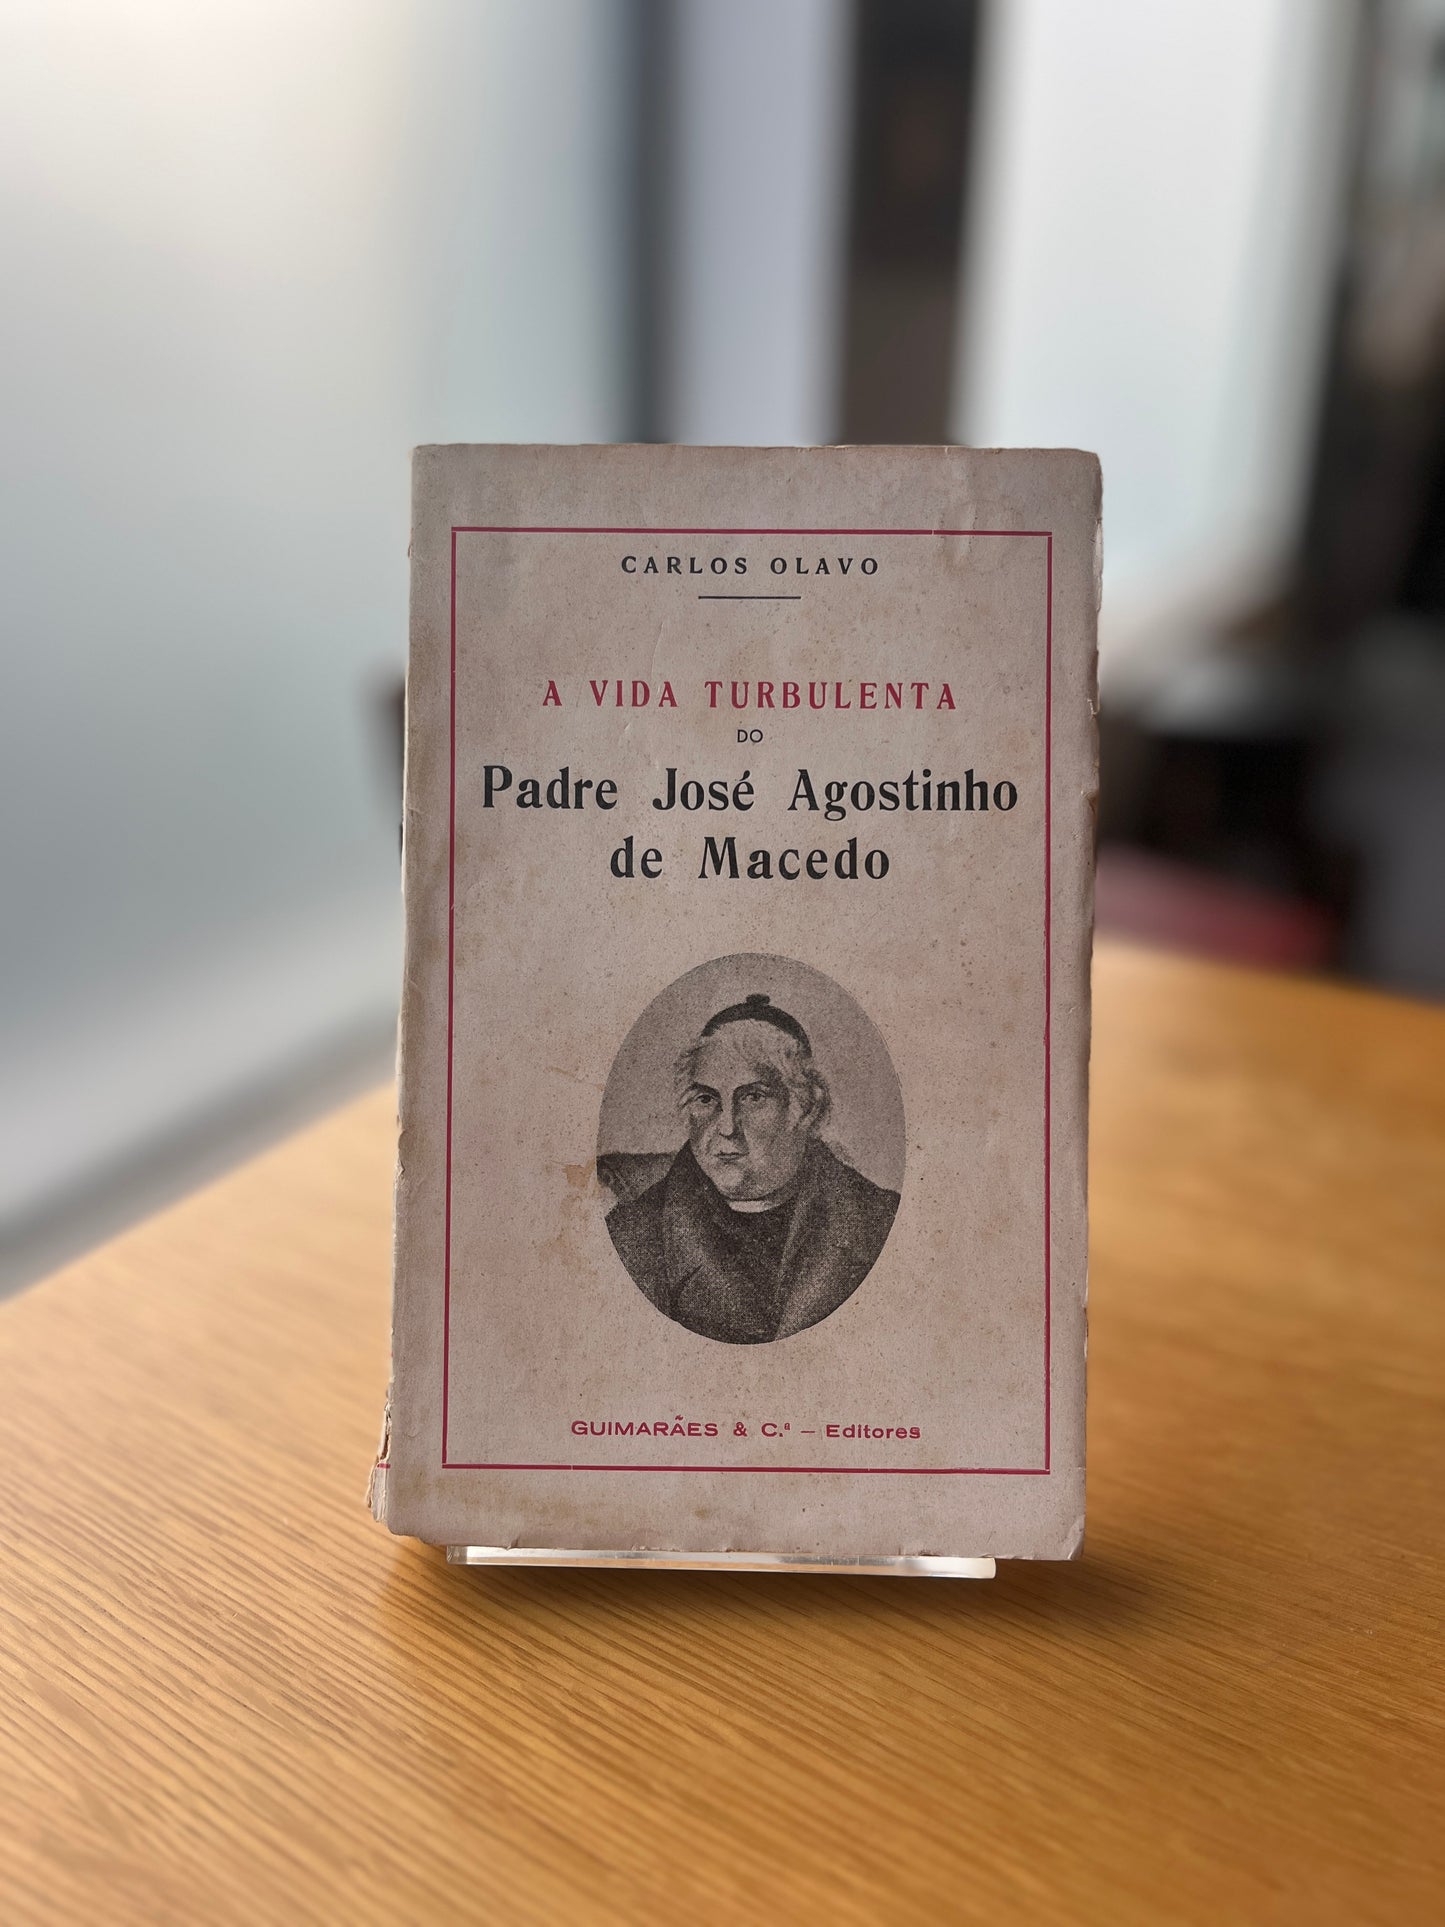 CARLOS OLAVO
A VIDA TURBULENTA
DO
Padre José Agostinho
de Macedo
GUIMARÃES & C.ª — Editores